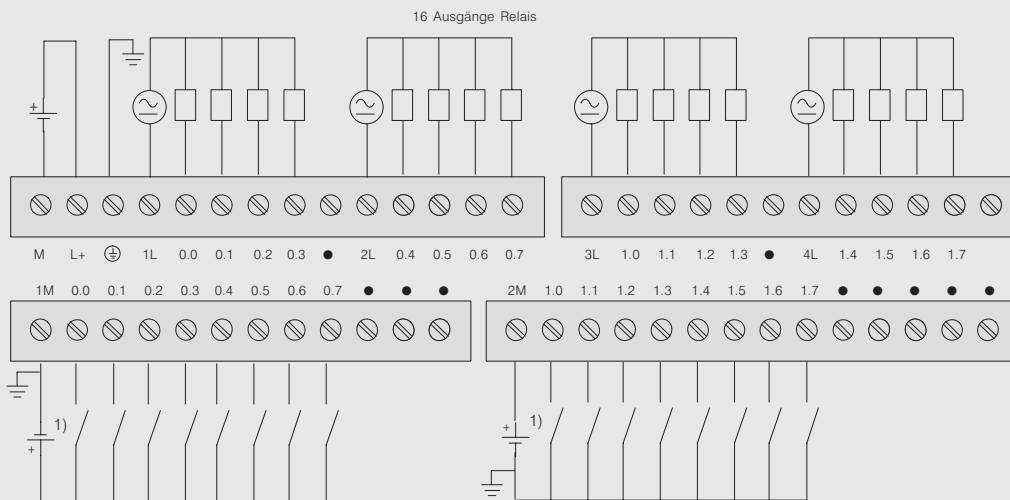 16 Ausgänge Relais
+
M L+ 1L 0.0 0.1 0.2 0.3 ● 2L 0.4 0.5 0.6 0.7 3L 1.0 1.1 1.2 1.3 ● 4L 1.4 1.5 1.6 1.7
1M 0.0 0.1 0.2 0.3 0.4 0.5 0.6 0.7 ● ● ● 2M 1.0 1.1 1.2 1.3 1.4 1.5 1.6 1.7 ● ● ● ● ●
1) + 1)
+